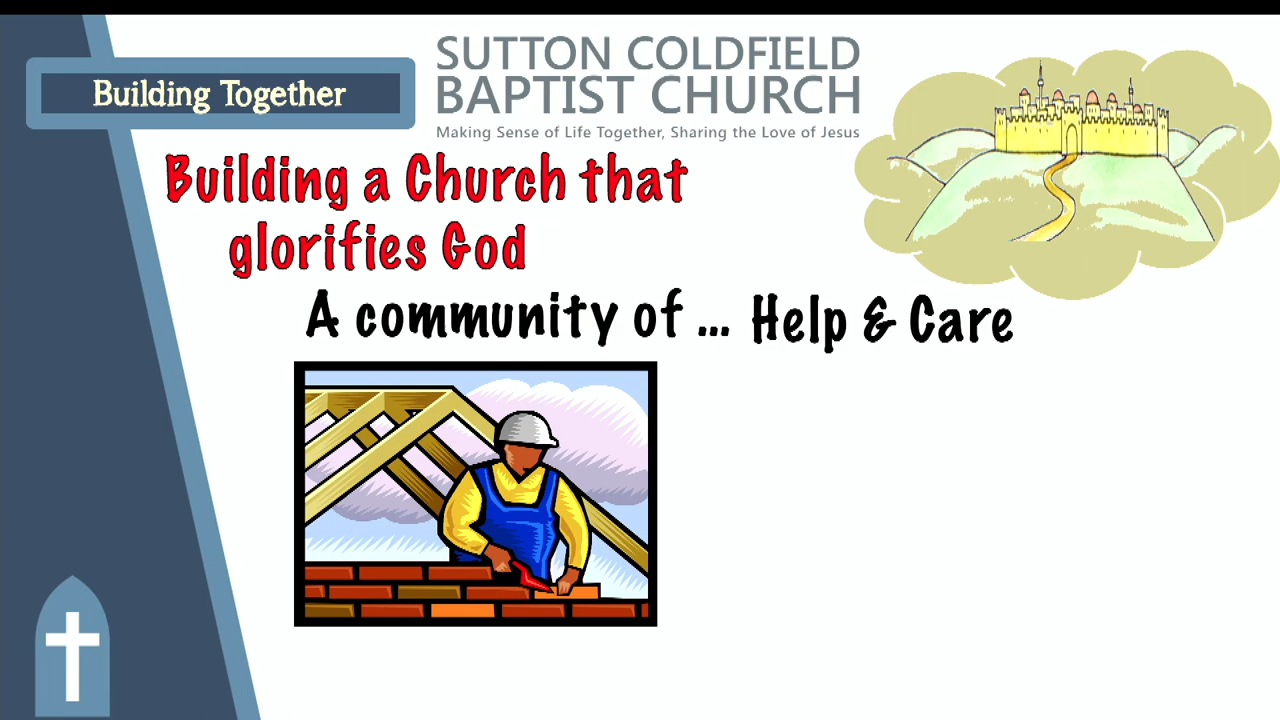 Building Together
SUTTON COLDFIELD
BAPTIST CHURCH
Making Sense of Life Together, Sharing the Love of Jesus
Building a Church that
glorifies God
A community of ... Help & Care